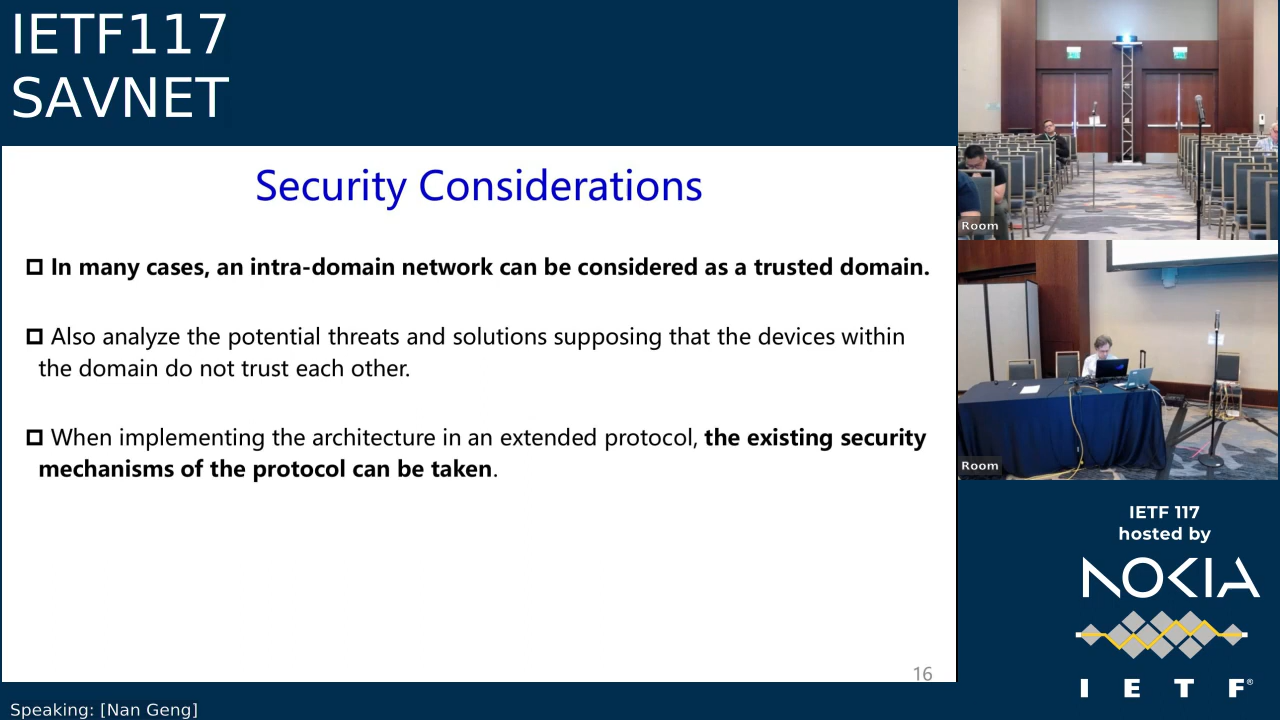 IETF117
SAVNET
Security Considerations
In many cases, an intra-domain network can be considered as a trusted domain.
Also analyze the potential threats and solutions supposing that the devices within
the domain do not trust each other.
When implementing the architecture in an extended protocol, the existing security
mechanisms of the protocol can be taken.
16
Speaking: [Nan Geng]
Room
Room
IETF 117
hosted by
NOKIA
I E T F®